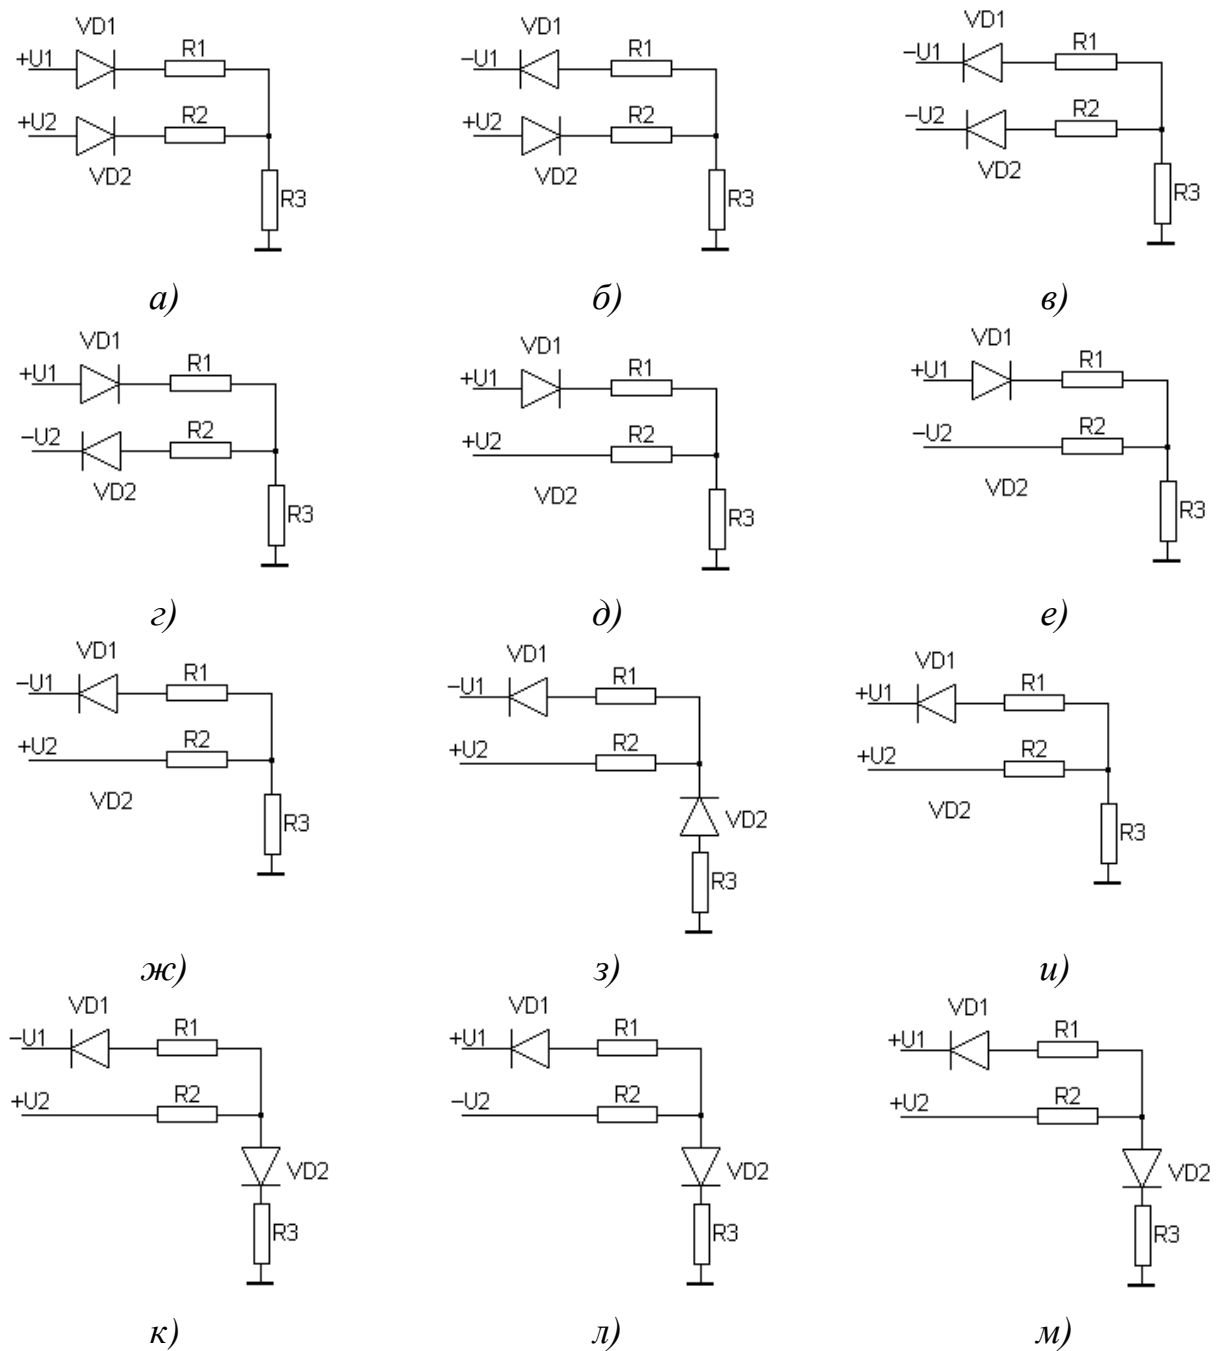 VD1 VD1 VD1
+U1 R1 −U1 R1 −U1 R1
+U2 R2 +U2 R2 −U2 R2
VD2 VD2 VD2
R3 R3 R3
а) б) в)
VD1 VD1 VD1
+U1 R1 +U1 R1 +U1 R1
−U2 R2 +U2 R2 −U2 R2
VD2 VD2 VD2
R3 R3 R3
г) д) е)
VD1 VD1 VD1
−U1 R1 −U1 R1 +U1 R1
+U2 R2 +U2 R2 +U2 R2
VD2 VD2 VD2
R3 R3 R3
ж) з) и)
VD1 VD1 VD1
−U1 R1 +U1 R1 +U1 R1
+U2 R2 −U2 R2 +U2 R2
VD2 VD2 VD2
R3 R3 R3
к) л) м)